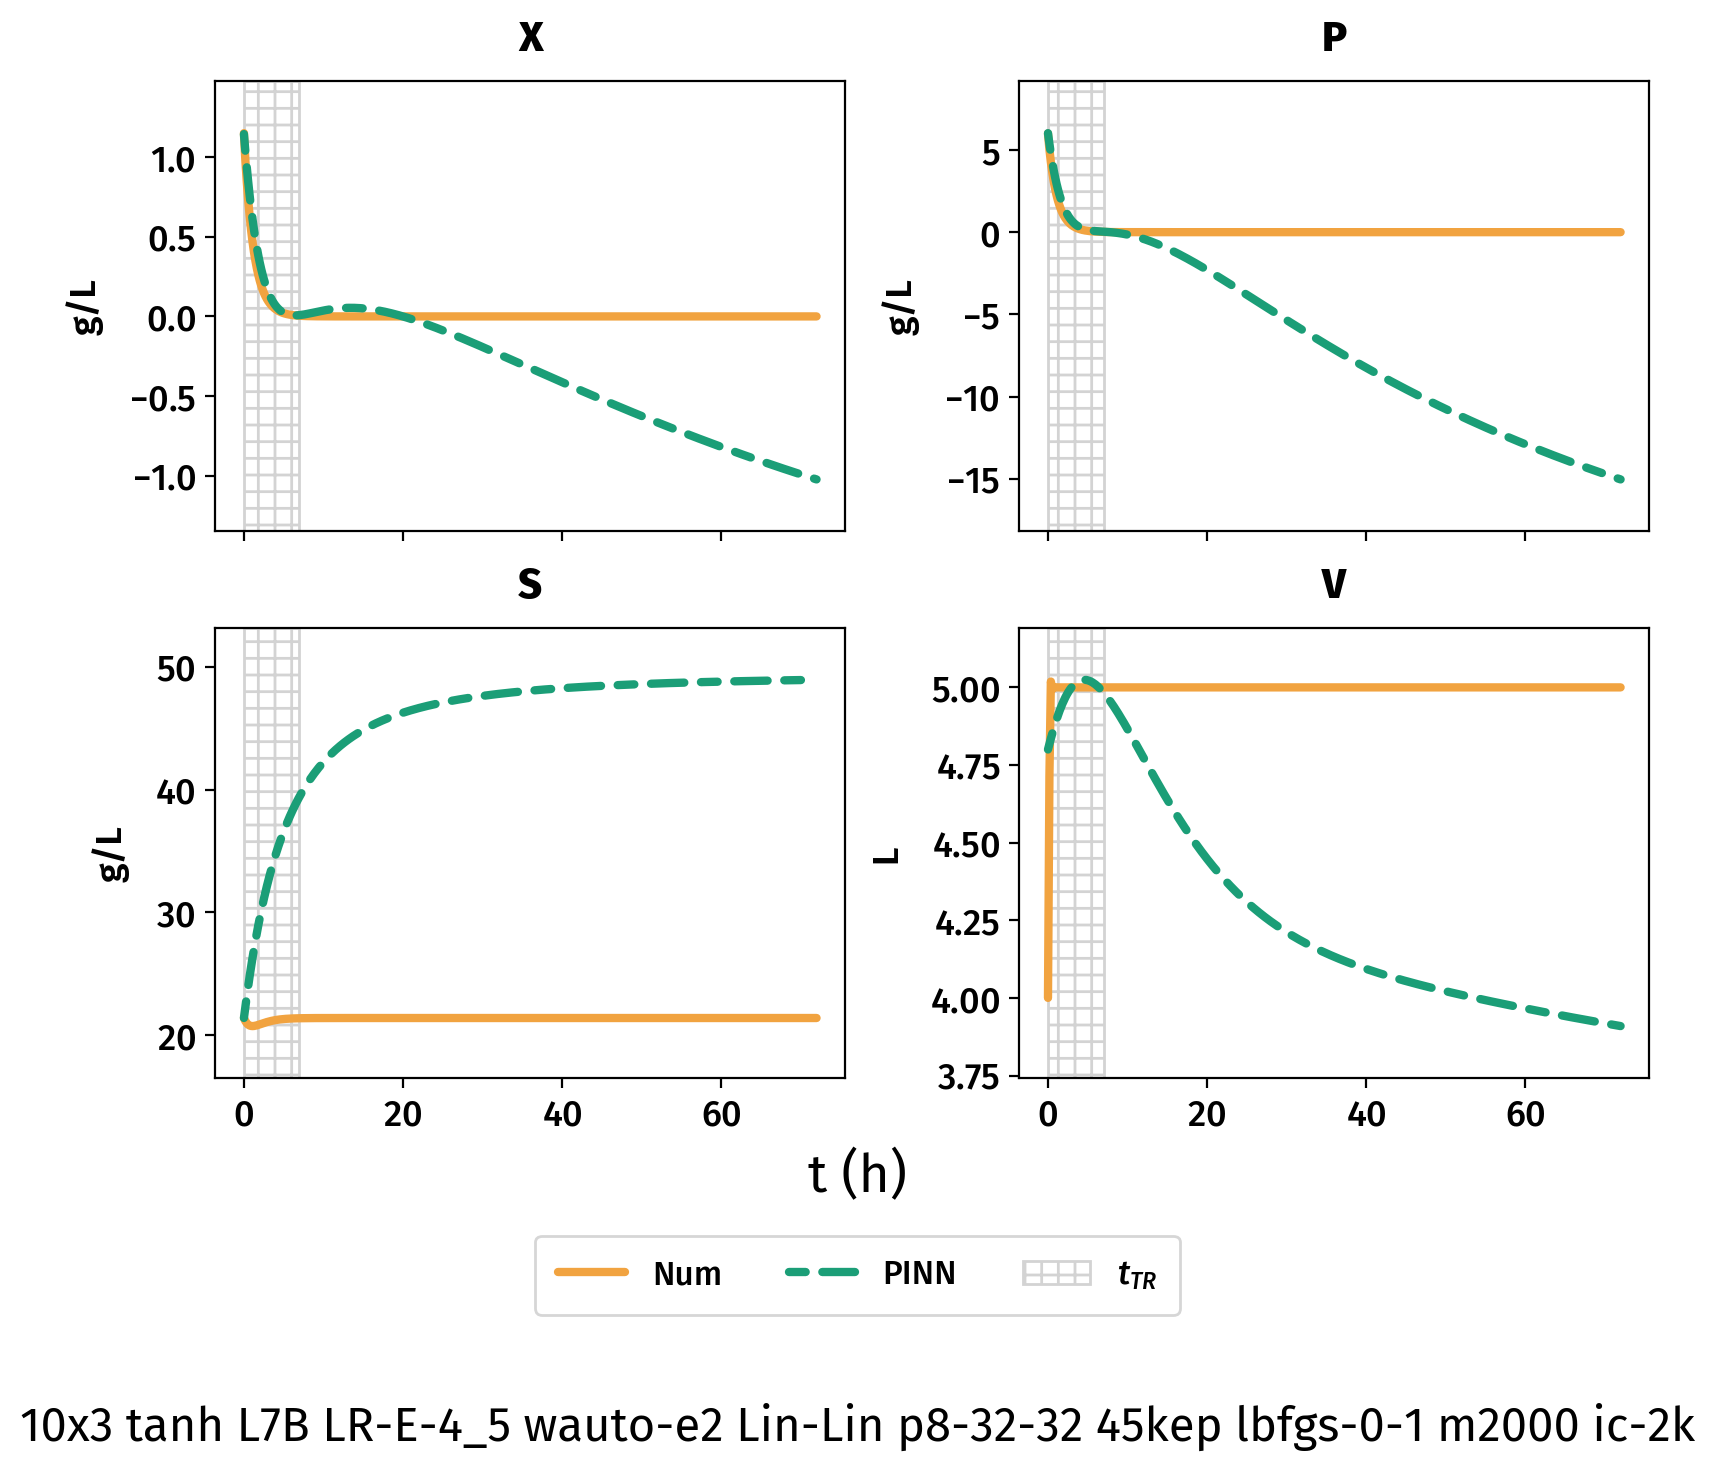 X
P
g/L
1.0
0.5
0.0
−0.5
−1.0
g/L
5
0
−5
−10
−15
S
V
g/L
50
40
30
20
0 20 40 60
L
5.00
4.75
4.50
4.25
4.00
3.75
0 20 40 60
t (h)
Num PINN tTR
10x3 tanh L7B LR-E-4_5 wauto-e2 Lin-Lin p8-32-32 45kep lbfgs-0-1 m2000 ic-2k